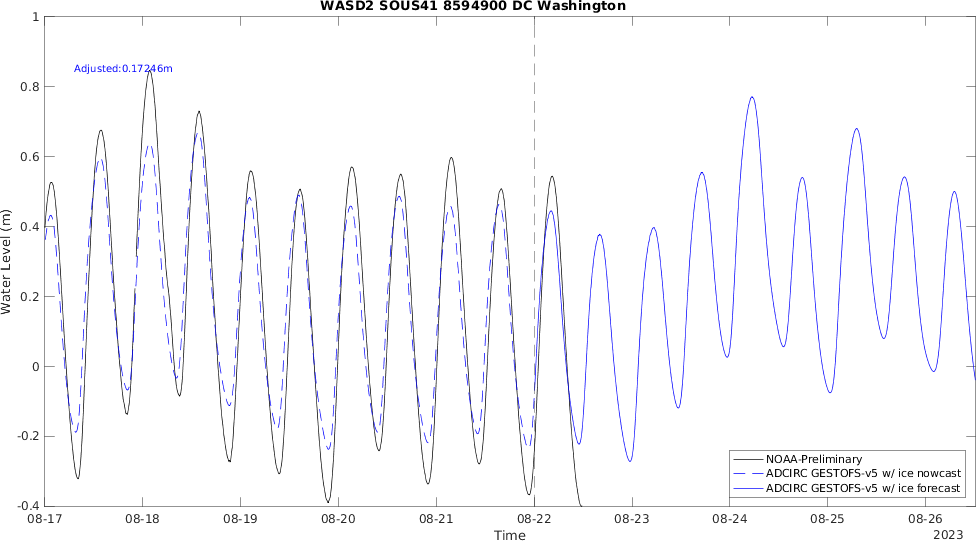 WASD2 SOUS41 8594900 DC Washington
Adjusted:0.17246m
1
0.8
0.6
0.4
0.2
0
-0.2
-0.4
Water Level (m)
NOAA-Preliminary
ADCIRC GESTOFS-v5 w/ ice nowcast
ADCIRC GESTOFS-v5 w/ ice forecast
08-17 08-18 08-19 08-20 08-21 08-22 08-23 08-24 08-25 08-26
Time
2023